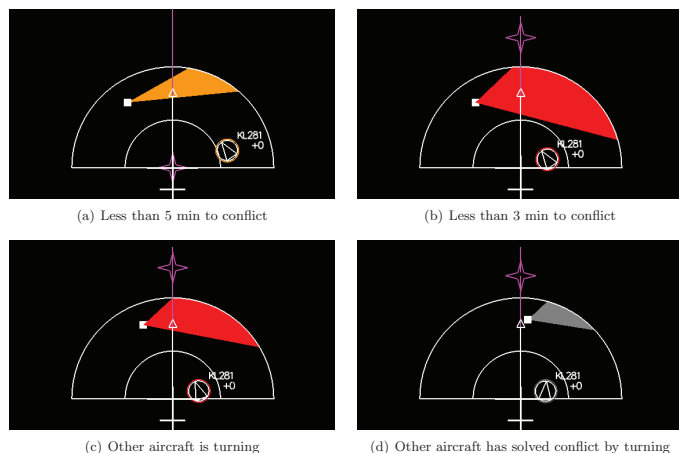 KL281
+0
(a) Less than 5 min to conflict
KL281
+0
(b) Less than 3 min to conflict
KL281
+0
(c) Other aircraft is turning
KL281
+0
(d) Other aircraft has solved conflict by turning